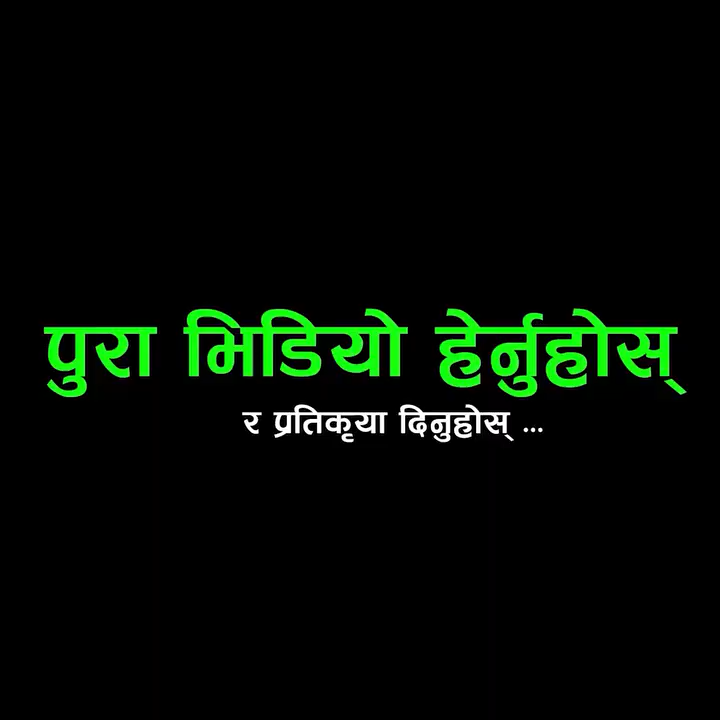 पुरा भिडियो हेर्नुहोस्
र प्रतिकृया दिनुहोस् ...